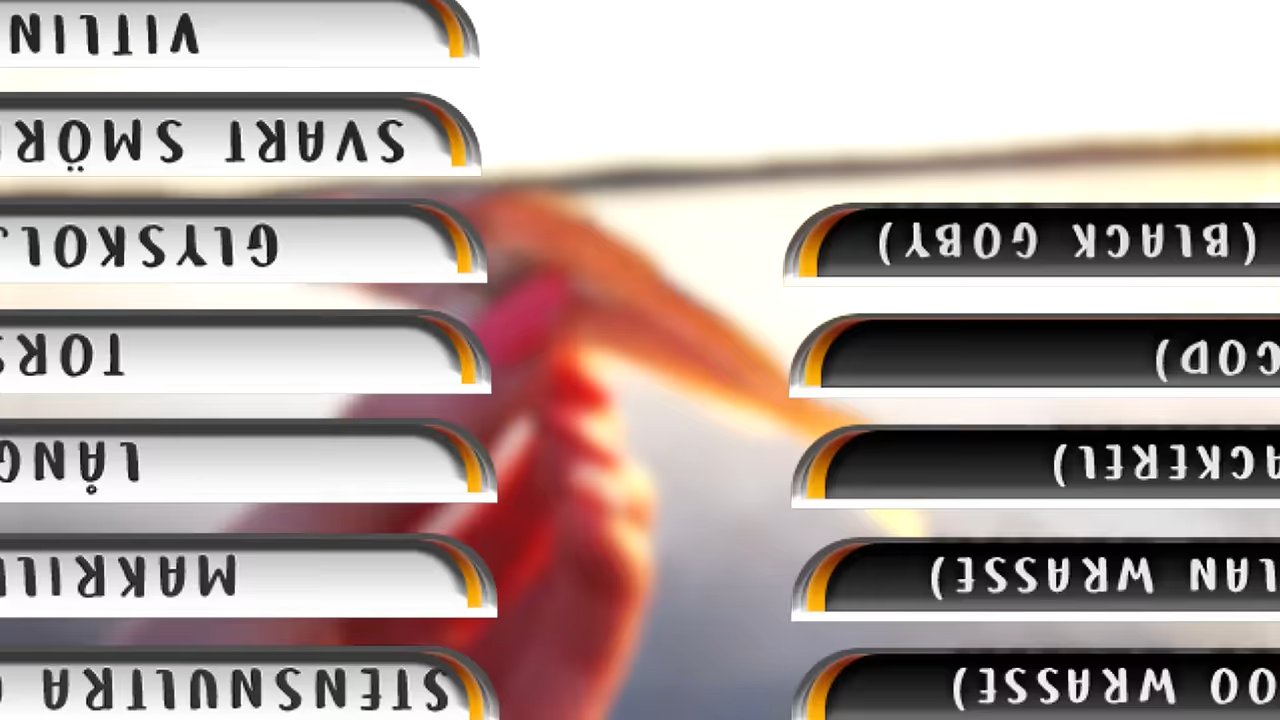 OO WRASSE)
STENSNULTRA
LAN WRASSE)
MAKRIL
ACKEREL)
LÅNG
COD)
TORS
(BLACK GOBY)
GLYSKOL
SVART SMÖR
VITLIN